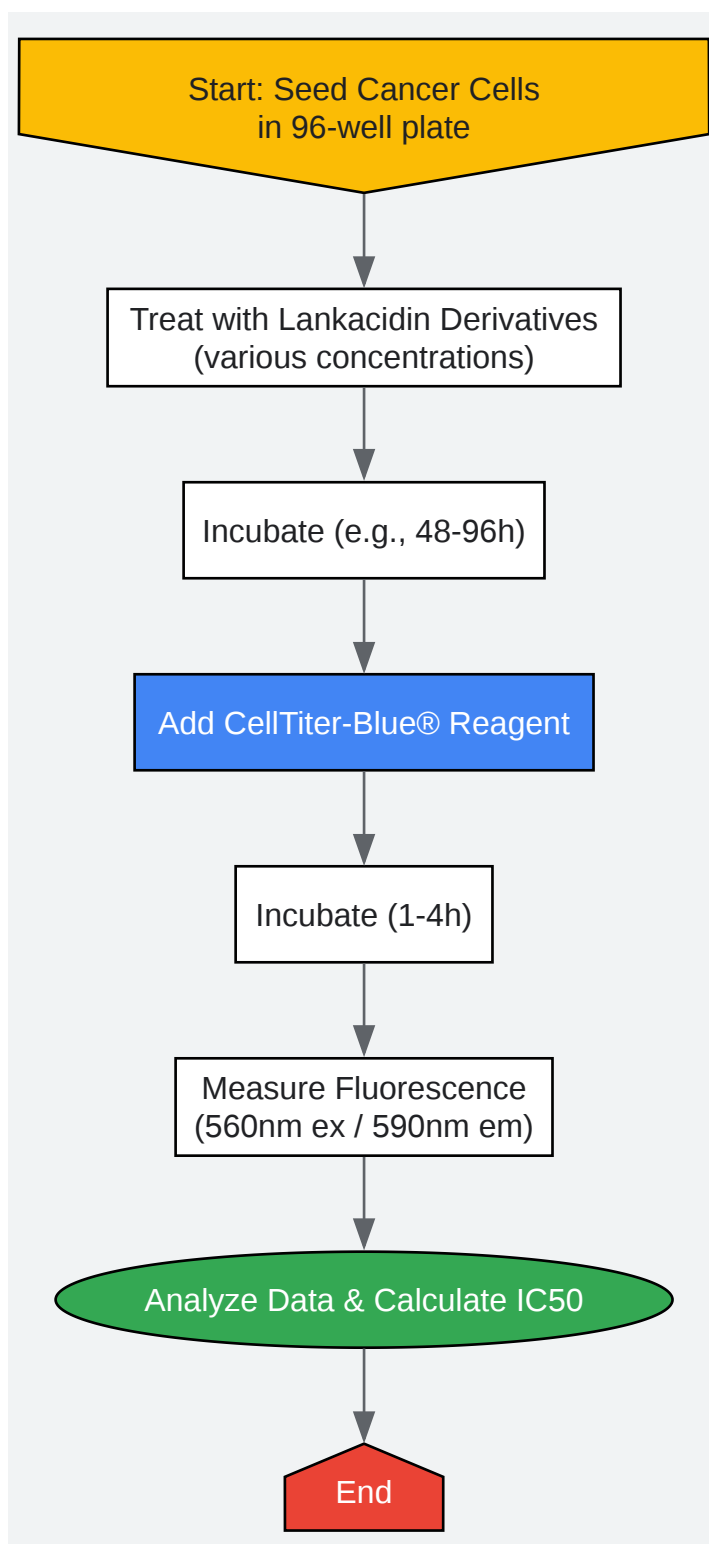 Start: Seed Cancer Cells
in 96-well plate
Treat with Lankacidin Derivatives
(various concentrations)
Incubate (e.g., 48-96h)
Add CellTiter-Blue® Reagent
Incubate (1-4h)
Measure Fluorescence
(560nm ex / 590nm em)
Analyze Data & Calculate IC50
End